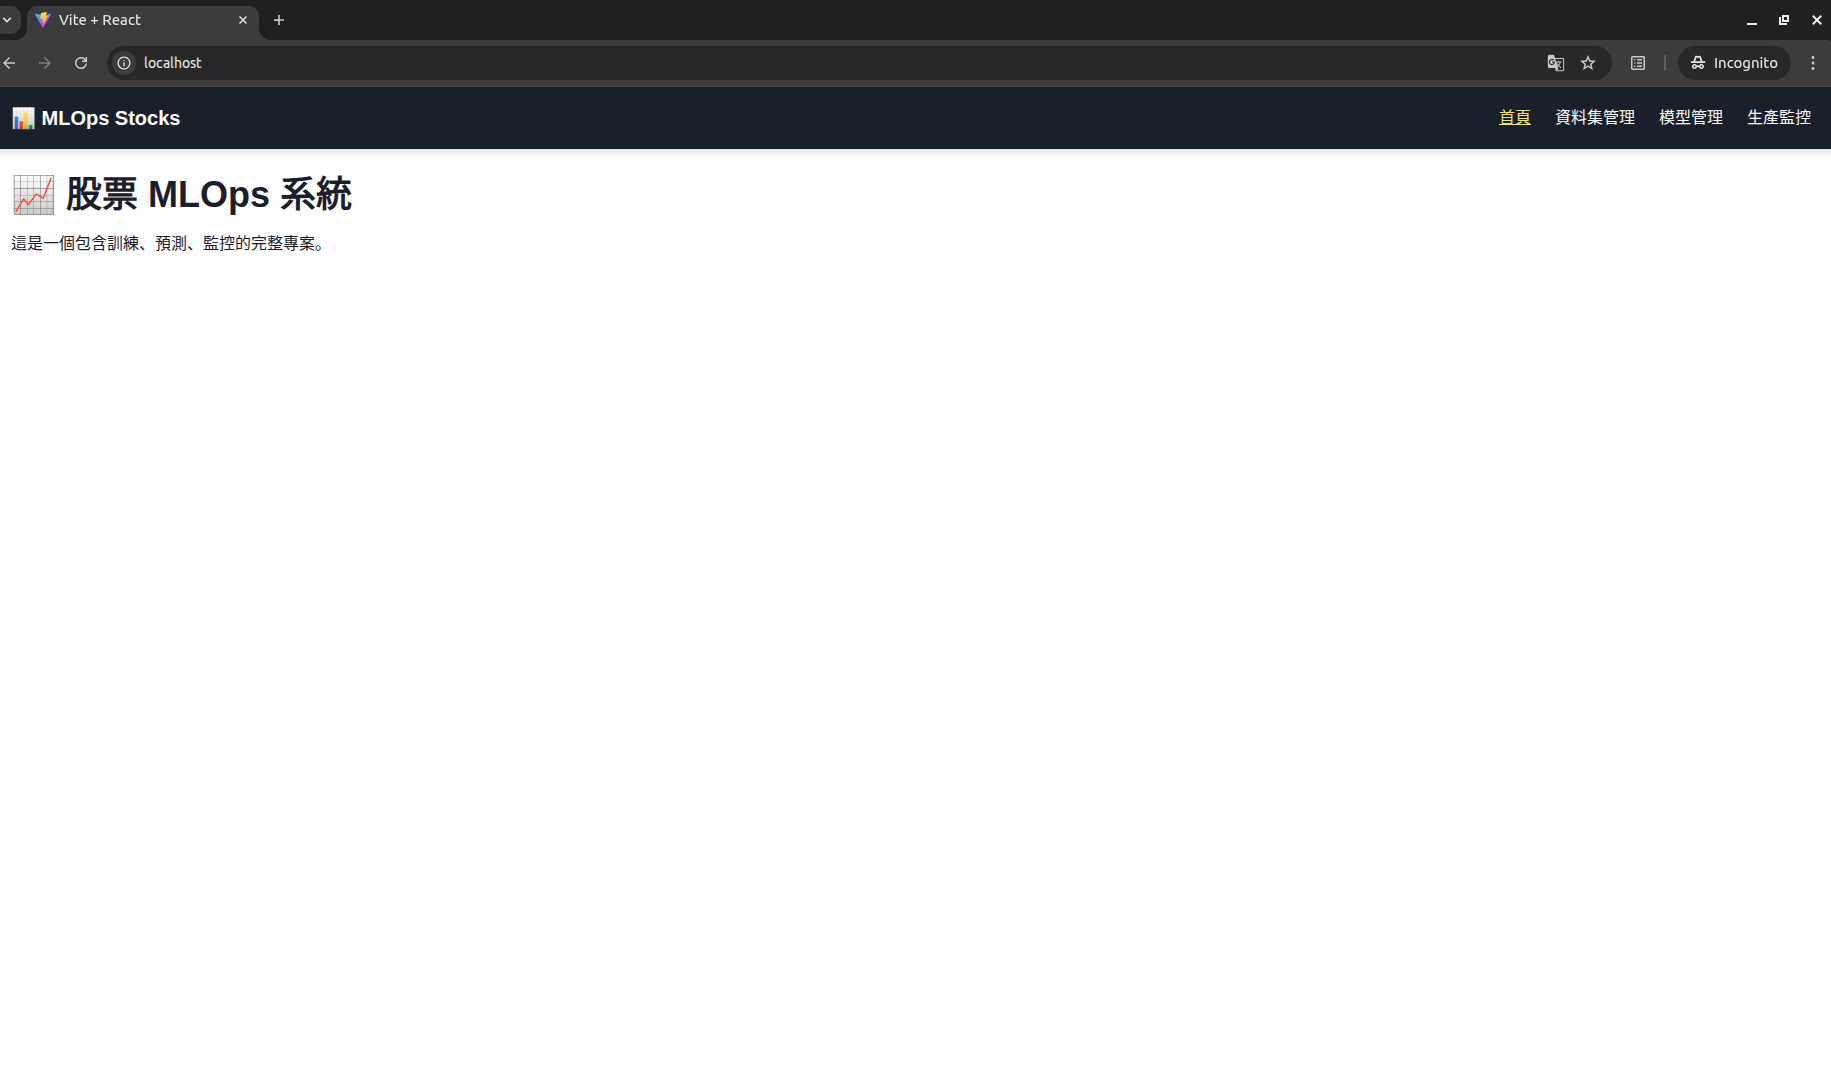 Vite + React
localhost
Incognito
MLOps Stocks
首頁 資料集管理 模型管理 生產監控
股票 MLOps 系統
這是一個包含訓練、預測、監控的完整專案。